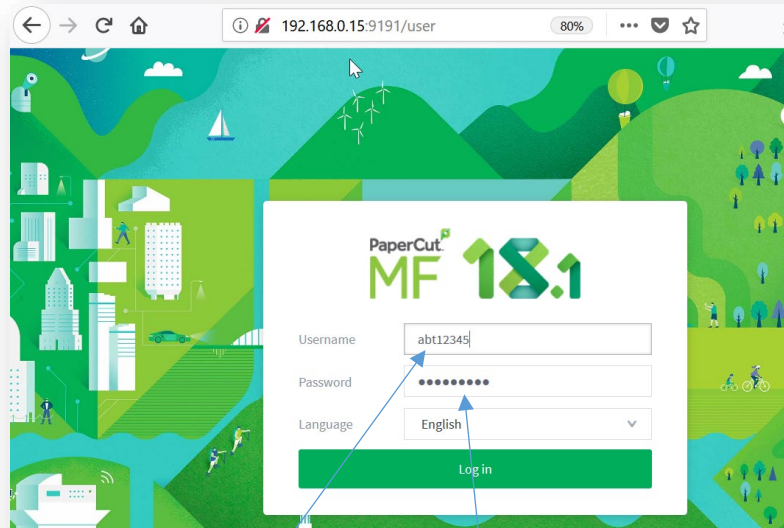 192.168.0.15:9191/user
80%
PaperCut
MF 18.1
Username abt12345
Password •••••••••
Language English
Log in